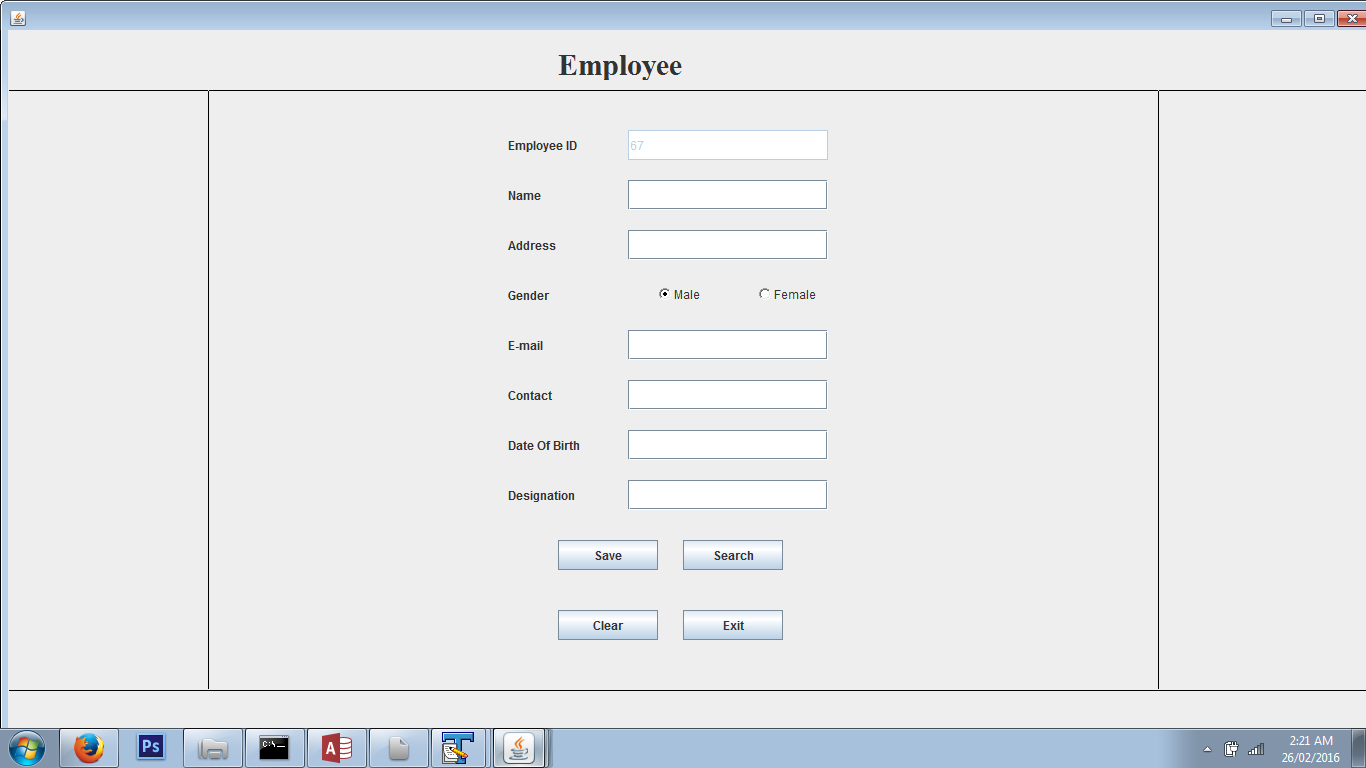 Employee
Employee ID 67
Name
Address
Gender Male Female
E-mail
Contact
Date Of Birth
Designation
Save Search
Clear Exit
Ps
C:\
A
T
2:21 AM
26/02/2016